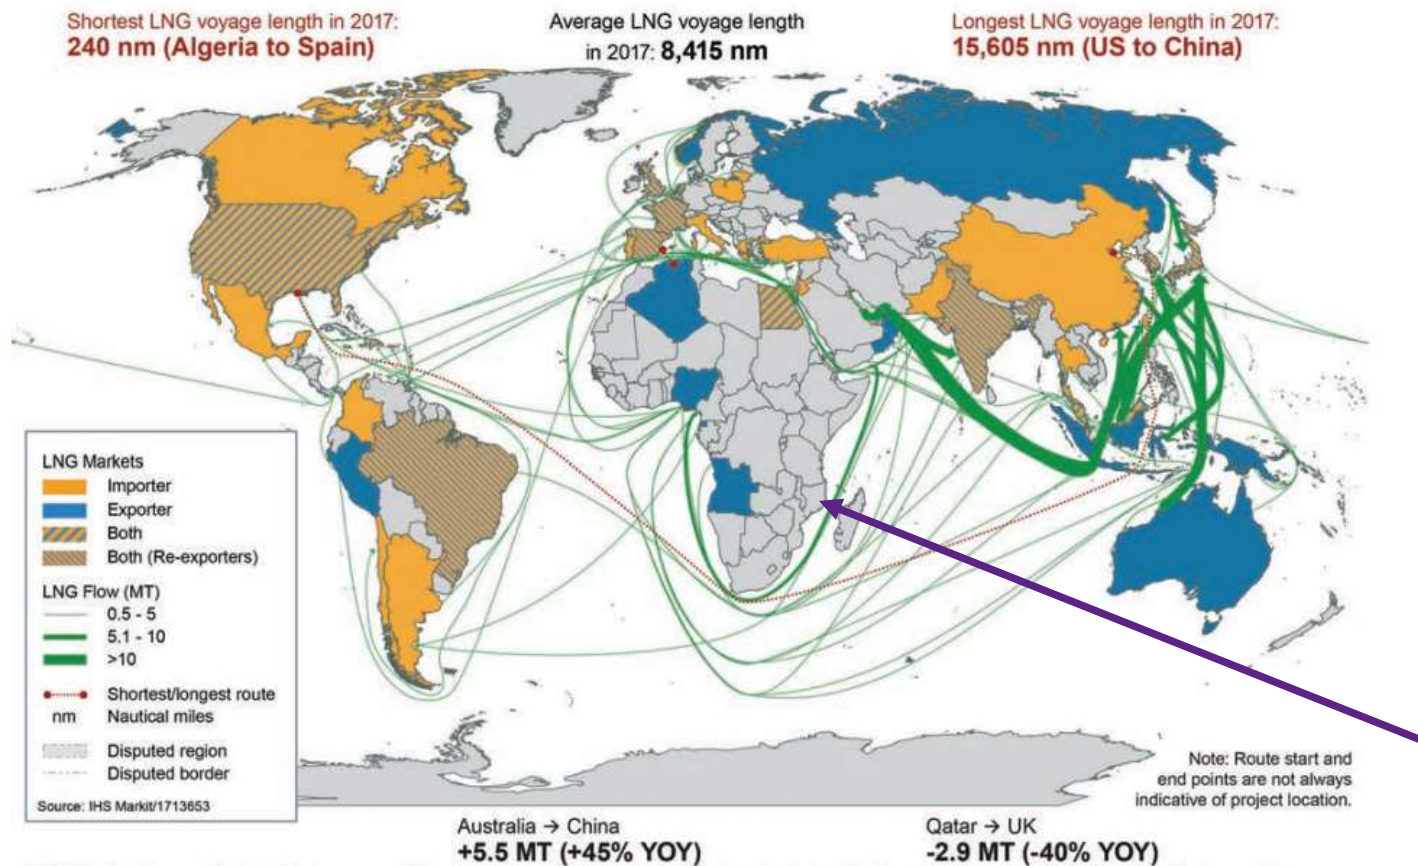 Shortest LNG voyage length in 2017:
240 nm (Algeria to Spain)
Average LNG voyage length
in 2017: 8,415 nm
Longest LNG voyage length in 2017:
15,605 nm (US to China)
LNG Markets
Importer
Exporter
Both
Both (Re-exporters)
LNG Flow (MT)
0.5 - 5
5.1 - 10
>10
Shortest/longest route
nm Nautical miles
Disputed region
Disputed border
Source: IHS Markit/1713653
Note: Route start and
end points are not always
indicative of project location.
Australia → China
+5.5 MT (+45% YOY)
Qatar → UK
-2.9 MT (-40% YOY)